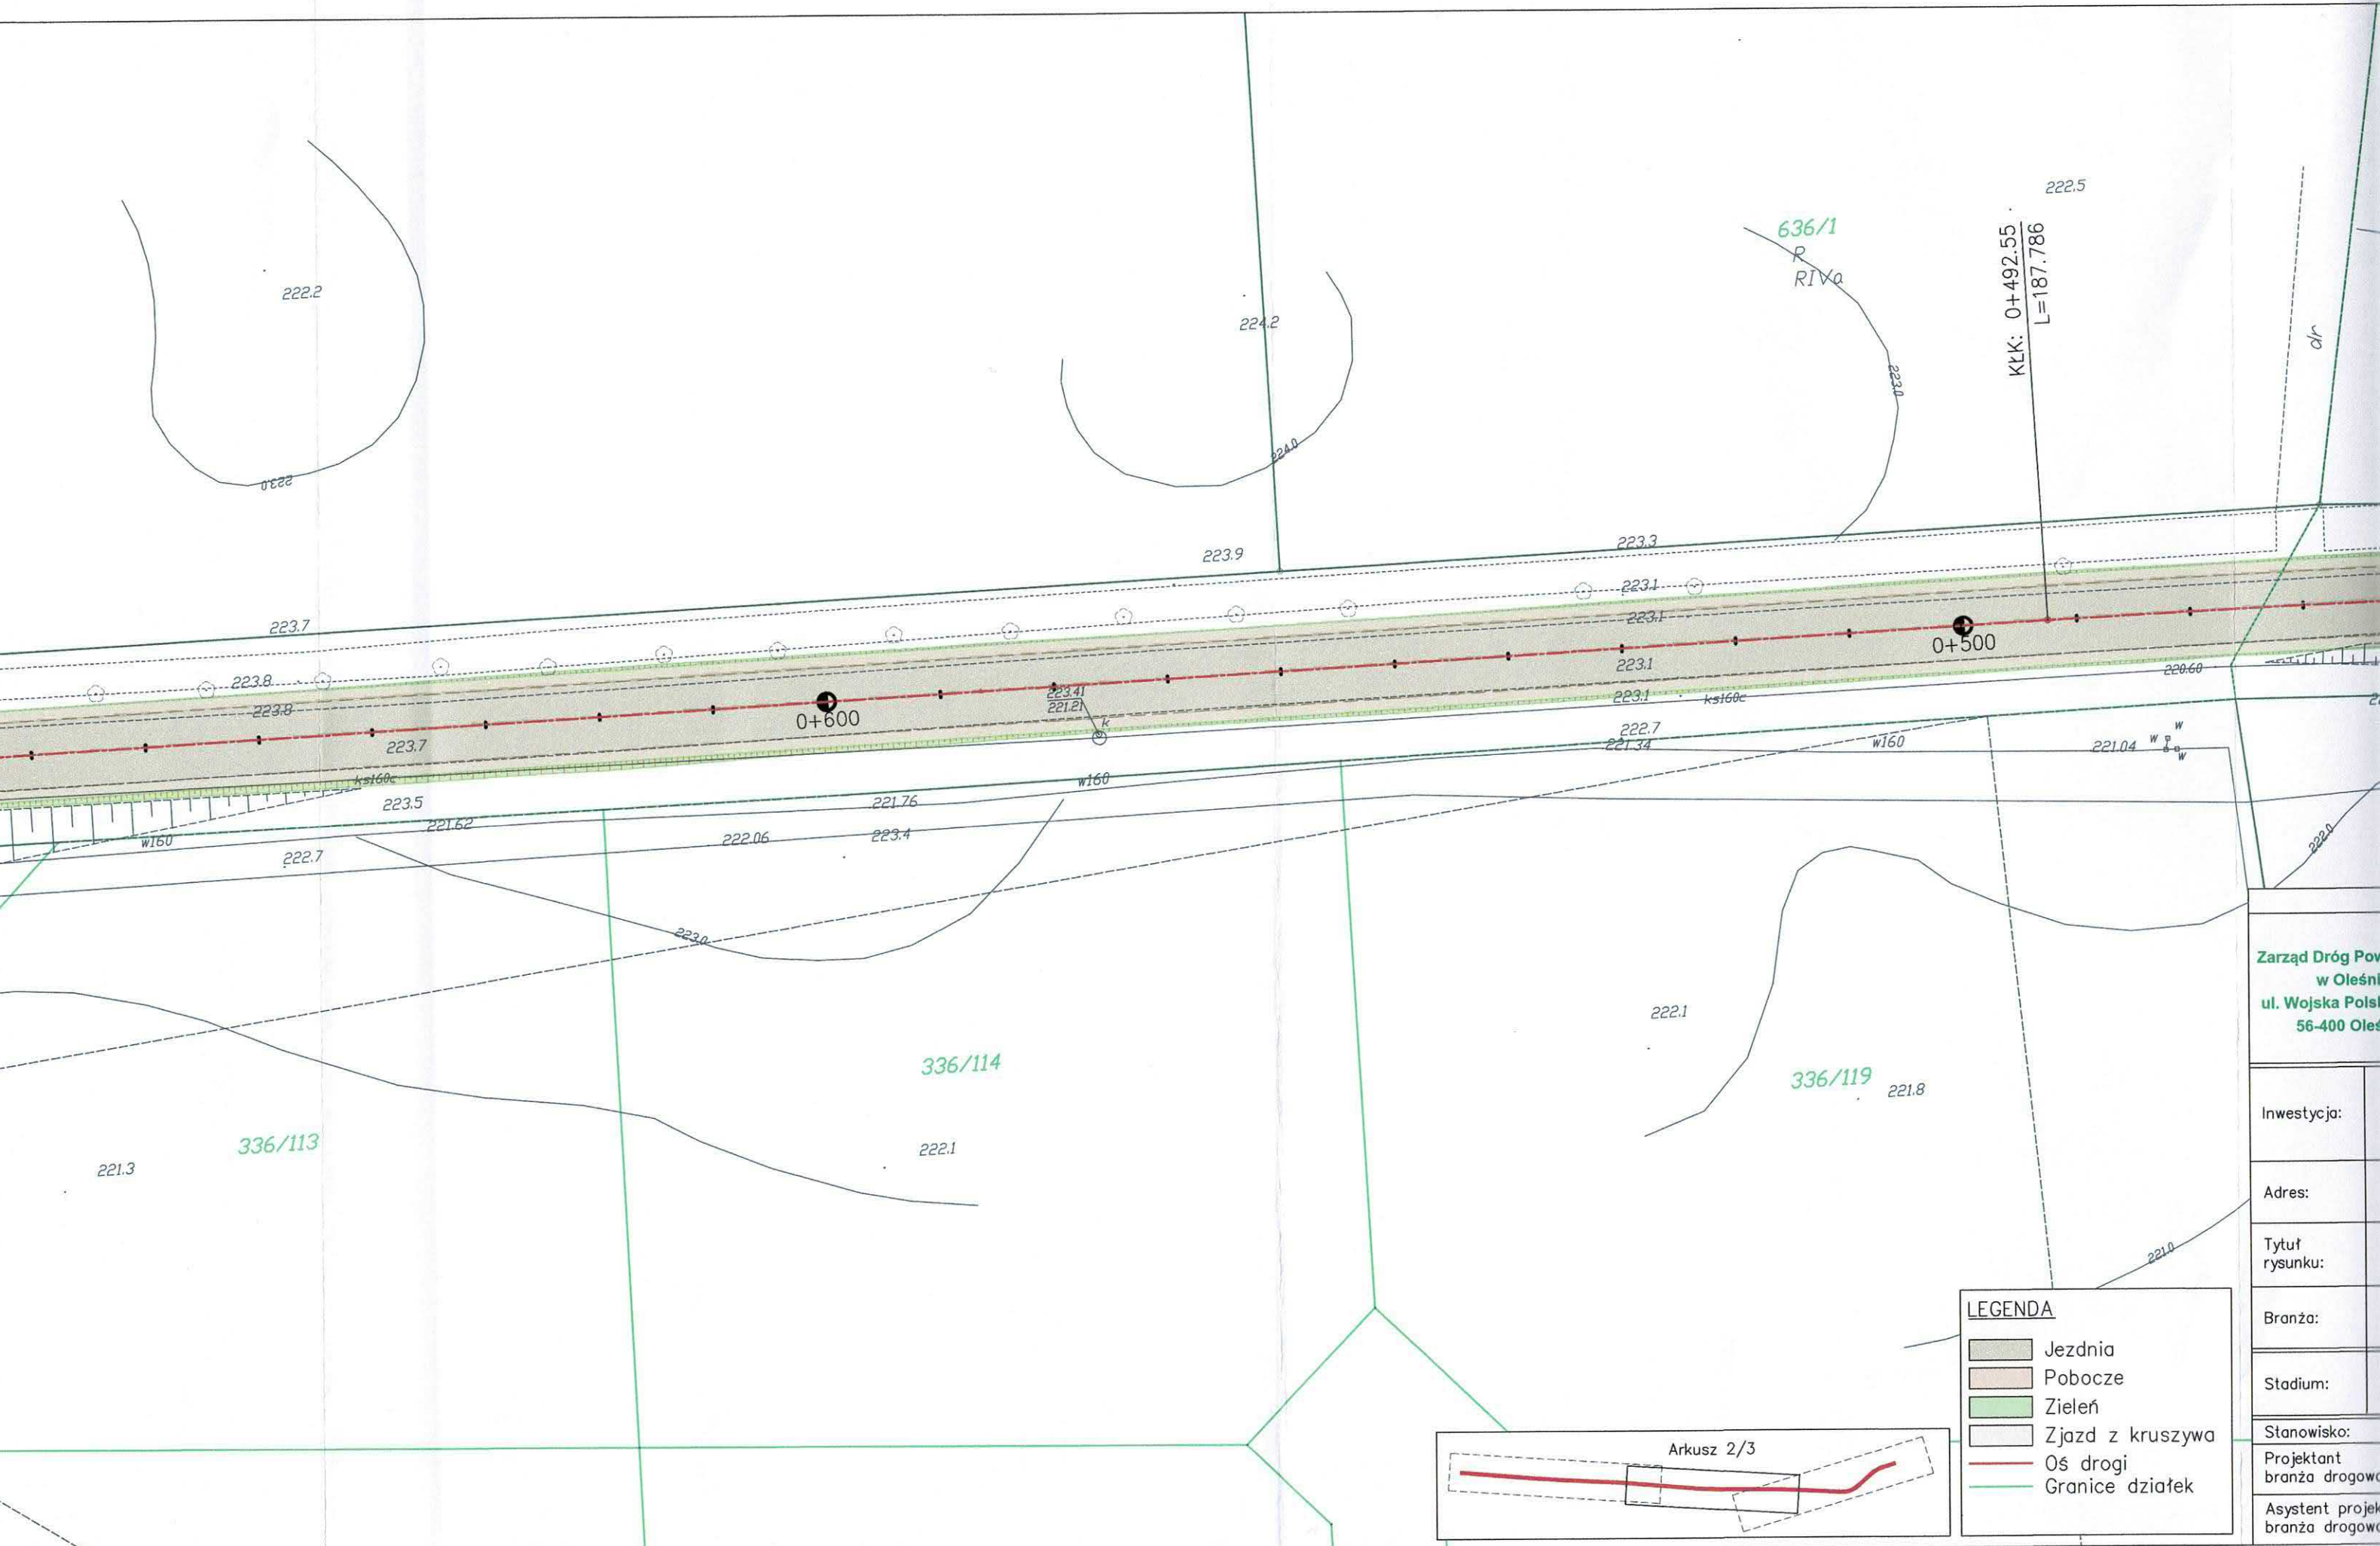 222.5
636/1
R
RIVa
KŁK: 0+492.55
L=187.786
dr
222.2
224.2
223.0
223.0
224.0
223.9
223.3
223.7
223.1
223.1
223.8
223.8
0+500
223.1
220.60
223.41
221.21
k
223.1
ks160c
0+600
223.7
222.7
221.34
w160
221.04
w
w
w
ks160c
w160
223.5
221.76
221.62
222.06
223.4
w160
222.7
222.0
223.0
Zarząd Dróg Pow
w Oleśni
ul. Wojska Polsk
56-400 Oleś
222.1
336/114
336/119
221.8
336/113
221.3
222.1
221.0
Inwestycja:
Adres:
Tytuł
rysunku:
Branża:
Stadium:
Stanowisko:
Projektant
branża drogowa
Asystent projek
branża drogowa
LEGENDA
Jezdnia
Pobocze
Zieleń
Zjazd z kruszywa
Oś drogi
Granice działek
Arkusz 2/3